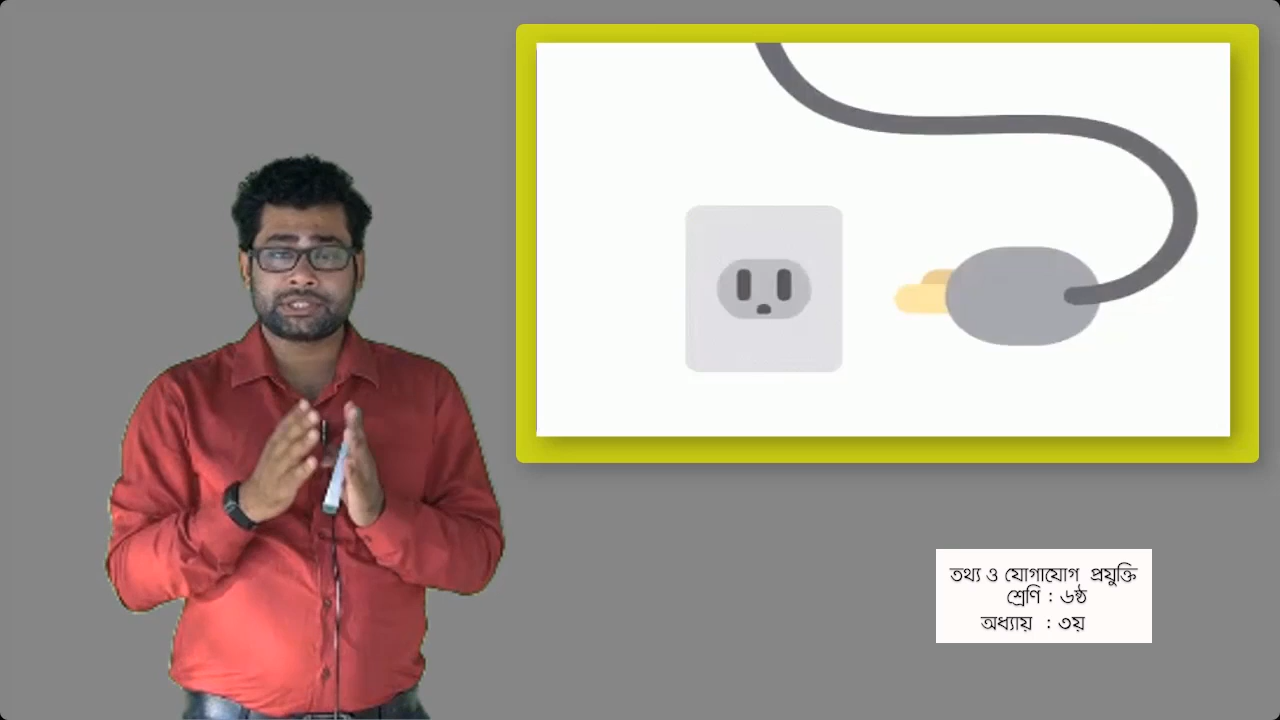 তথ্য ও যোগাযোগ প্রযুক্তি
শ্রেণি : ৬ষ্ঠ
অধ্যায় : ৩য়